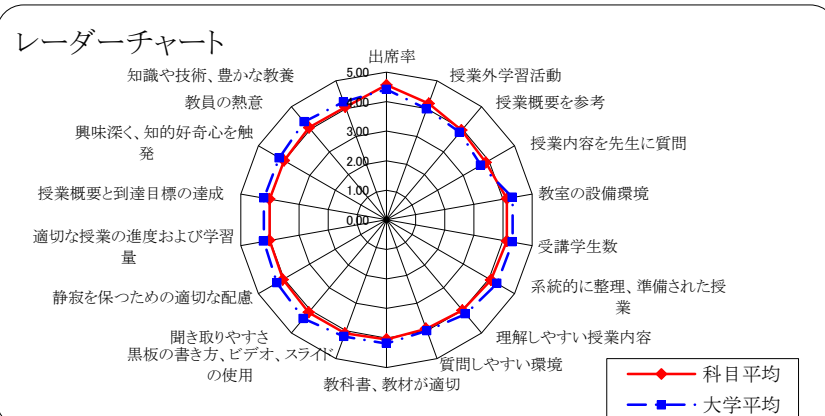 レーダーチャート
出席率
授業外学習活動
授業概要を参考
授業内容を先生に質問
教室の設備環境
受講学生数
系統的に整理、準備された授
業
理解しやすい授業内容
質問しやすい環境
教科書、教材が適切
黒板の書き方、ビデオ、スライド
の使用
聞き取りやすさ
静寂を保つための適切な配慮
適切な授業の進度および学習
量
授業概要と到達目標の達成
興味深く、知的好奇心を触
発
教員の熱意
知識や技術、豊かな教養
5.00
4.00
3.00
2.00
1.00
0.00
科目平均
大学平均